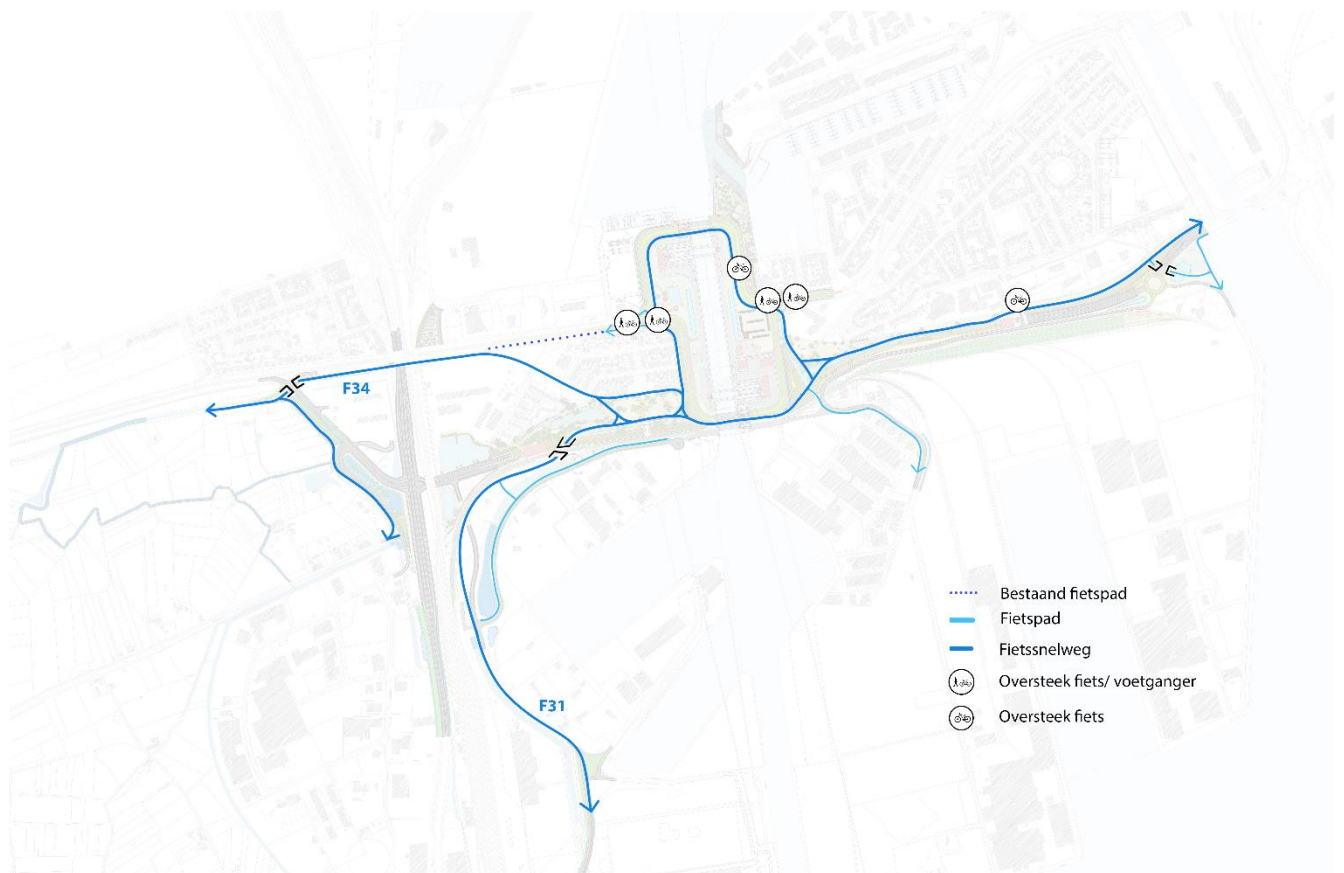 F34
F31
Bestaand fietspad
Fietspad
Fietssnelweg
Oversteek fiets/ voetganger
Oversteek fiets